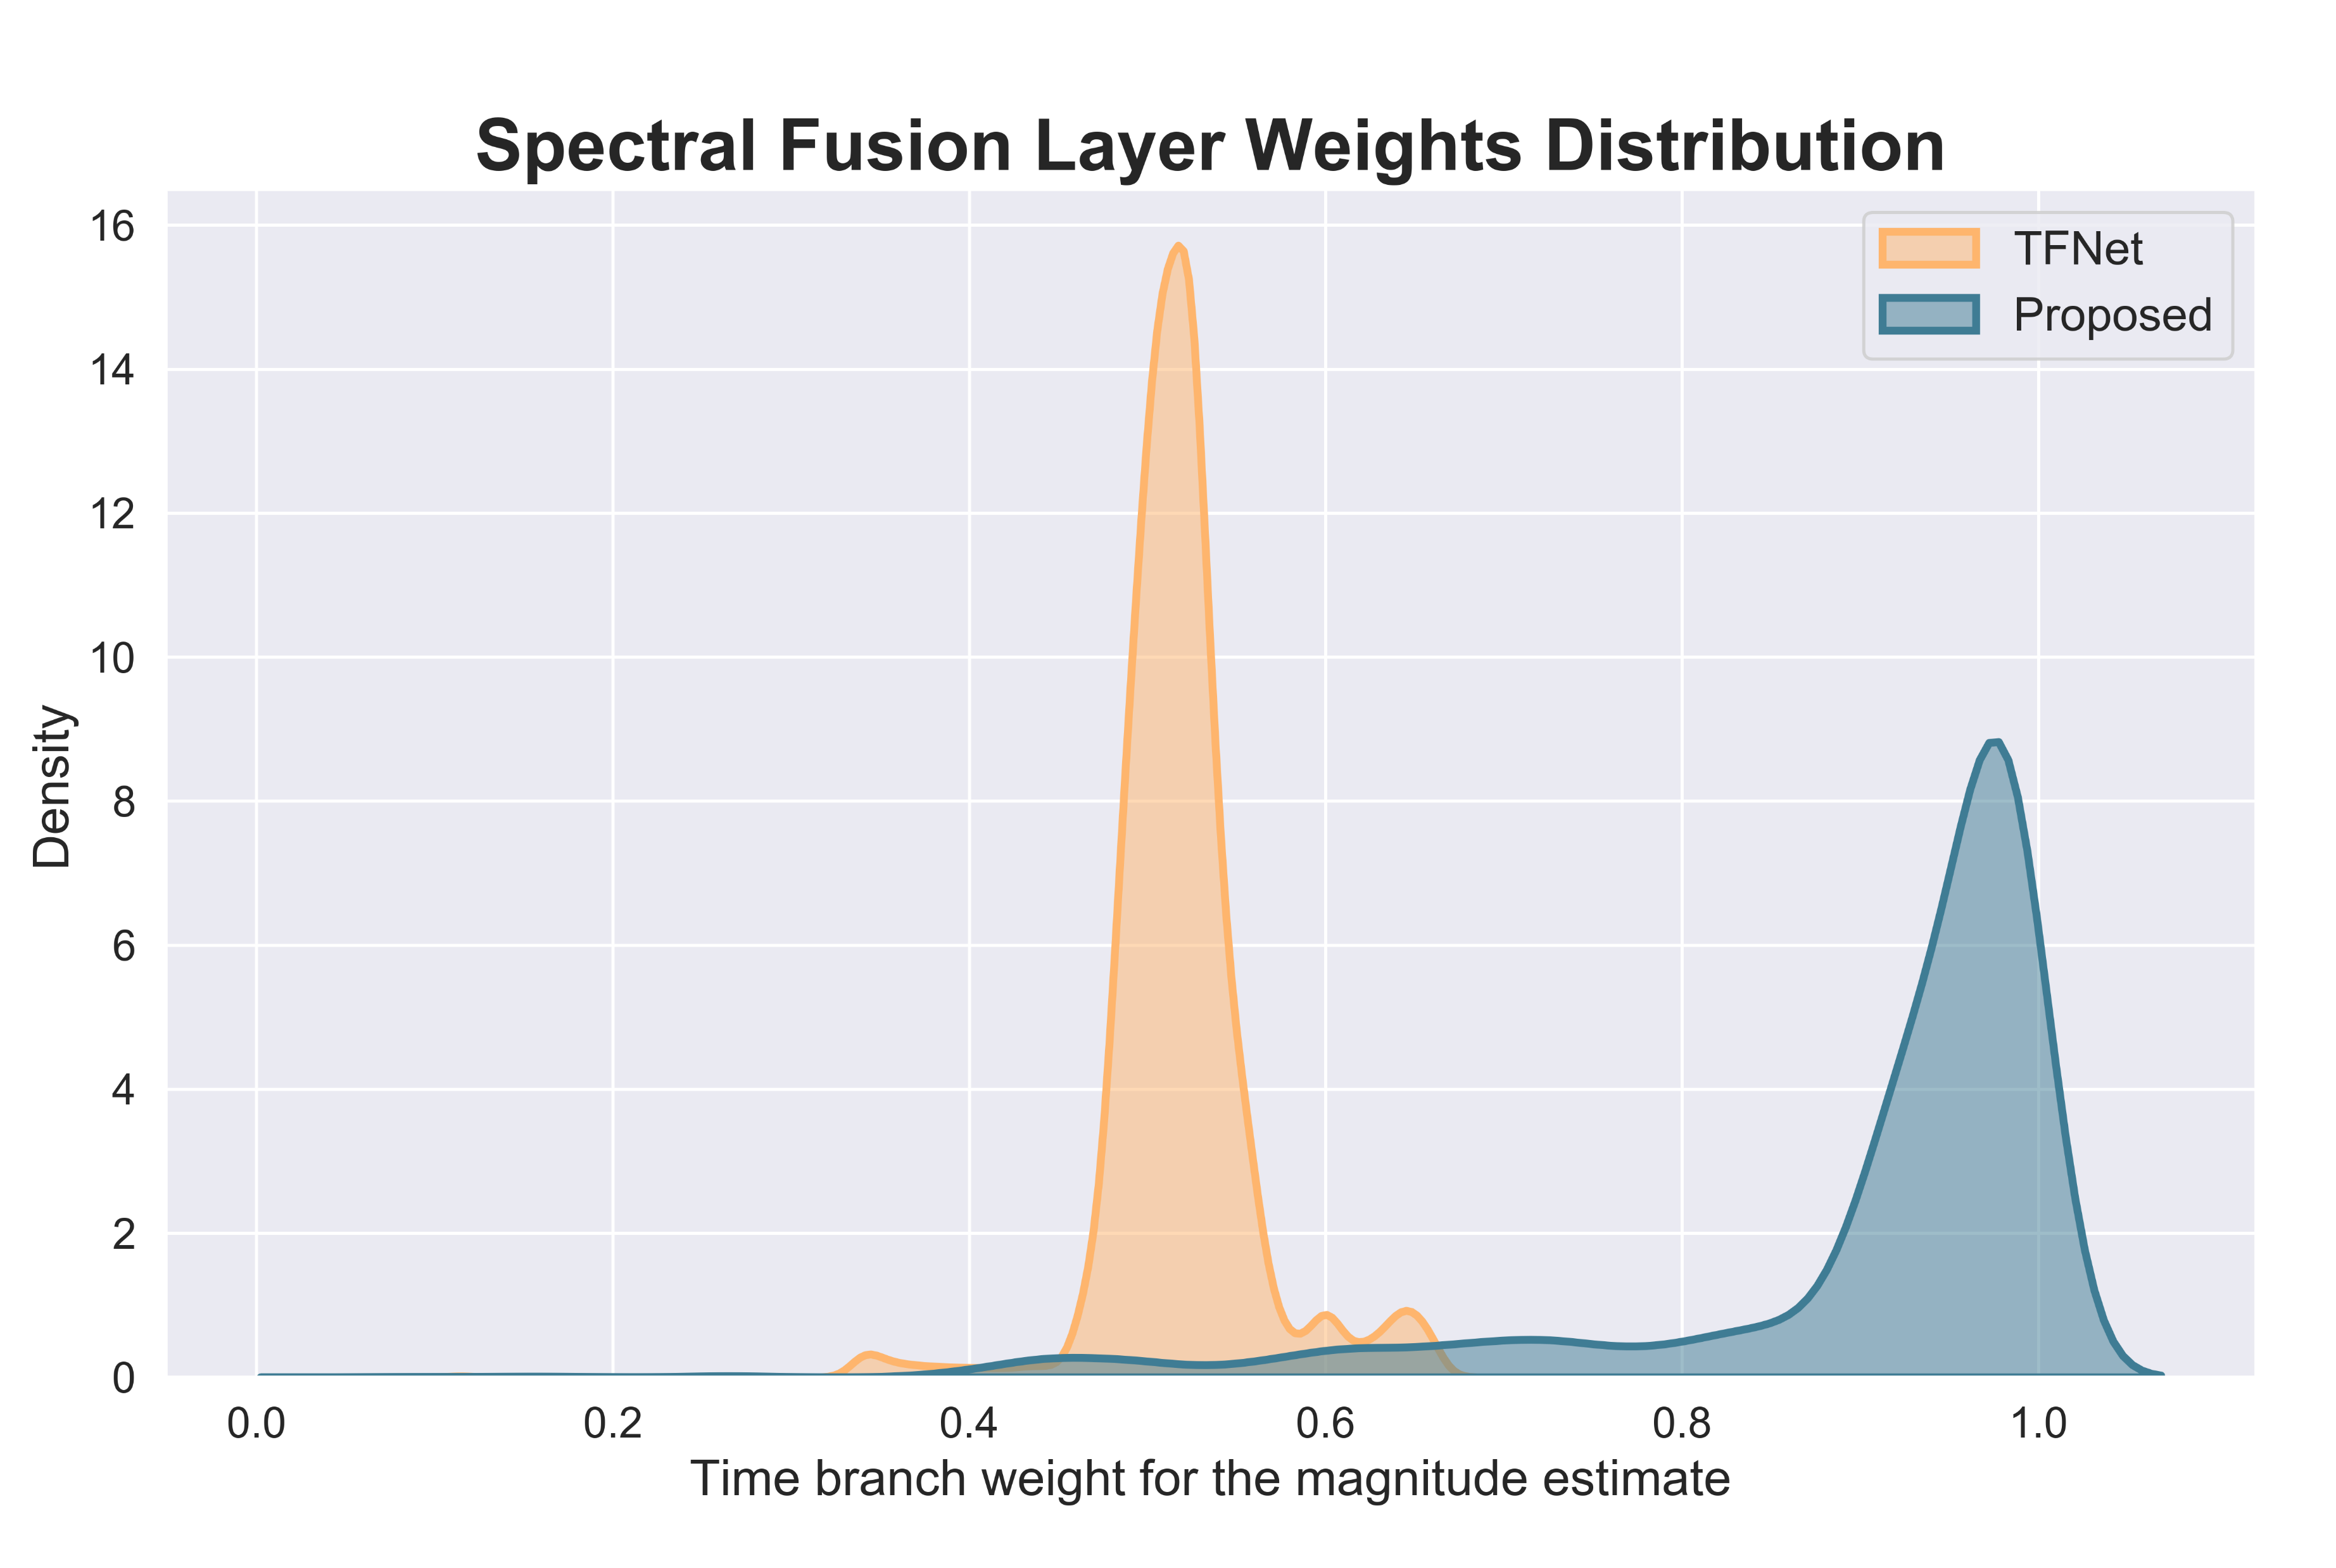 Spectral Fusion Layer Weights Distribution
TFNet
Proposed
16
14
12
10
8
6
4
2
0
Density
0.0 0.2 0.4 0.6 0.8 1.0
Time branch weight for the magnitude estimate